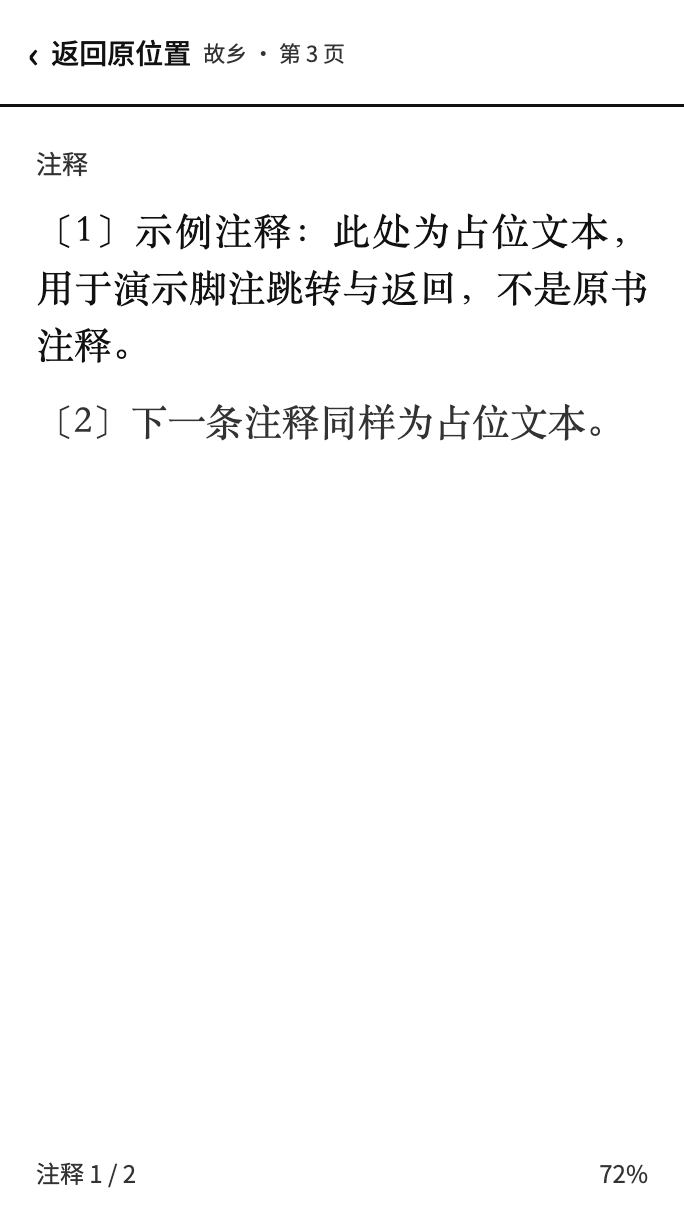 ‹ 返回原位置 故乡 · 第 3 页
注释
〔1〕示例注释：此处为占位文本，
用于演示脚注跳转与返回，不是原书
注释。
〔2〕下一条注释同样为占位文本。
注释 1 / 2 72%